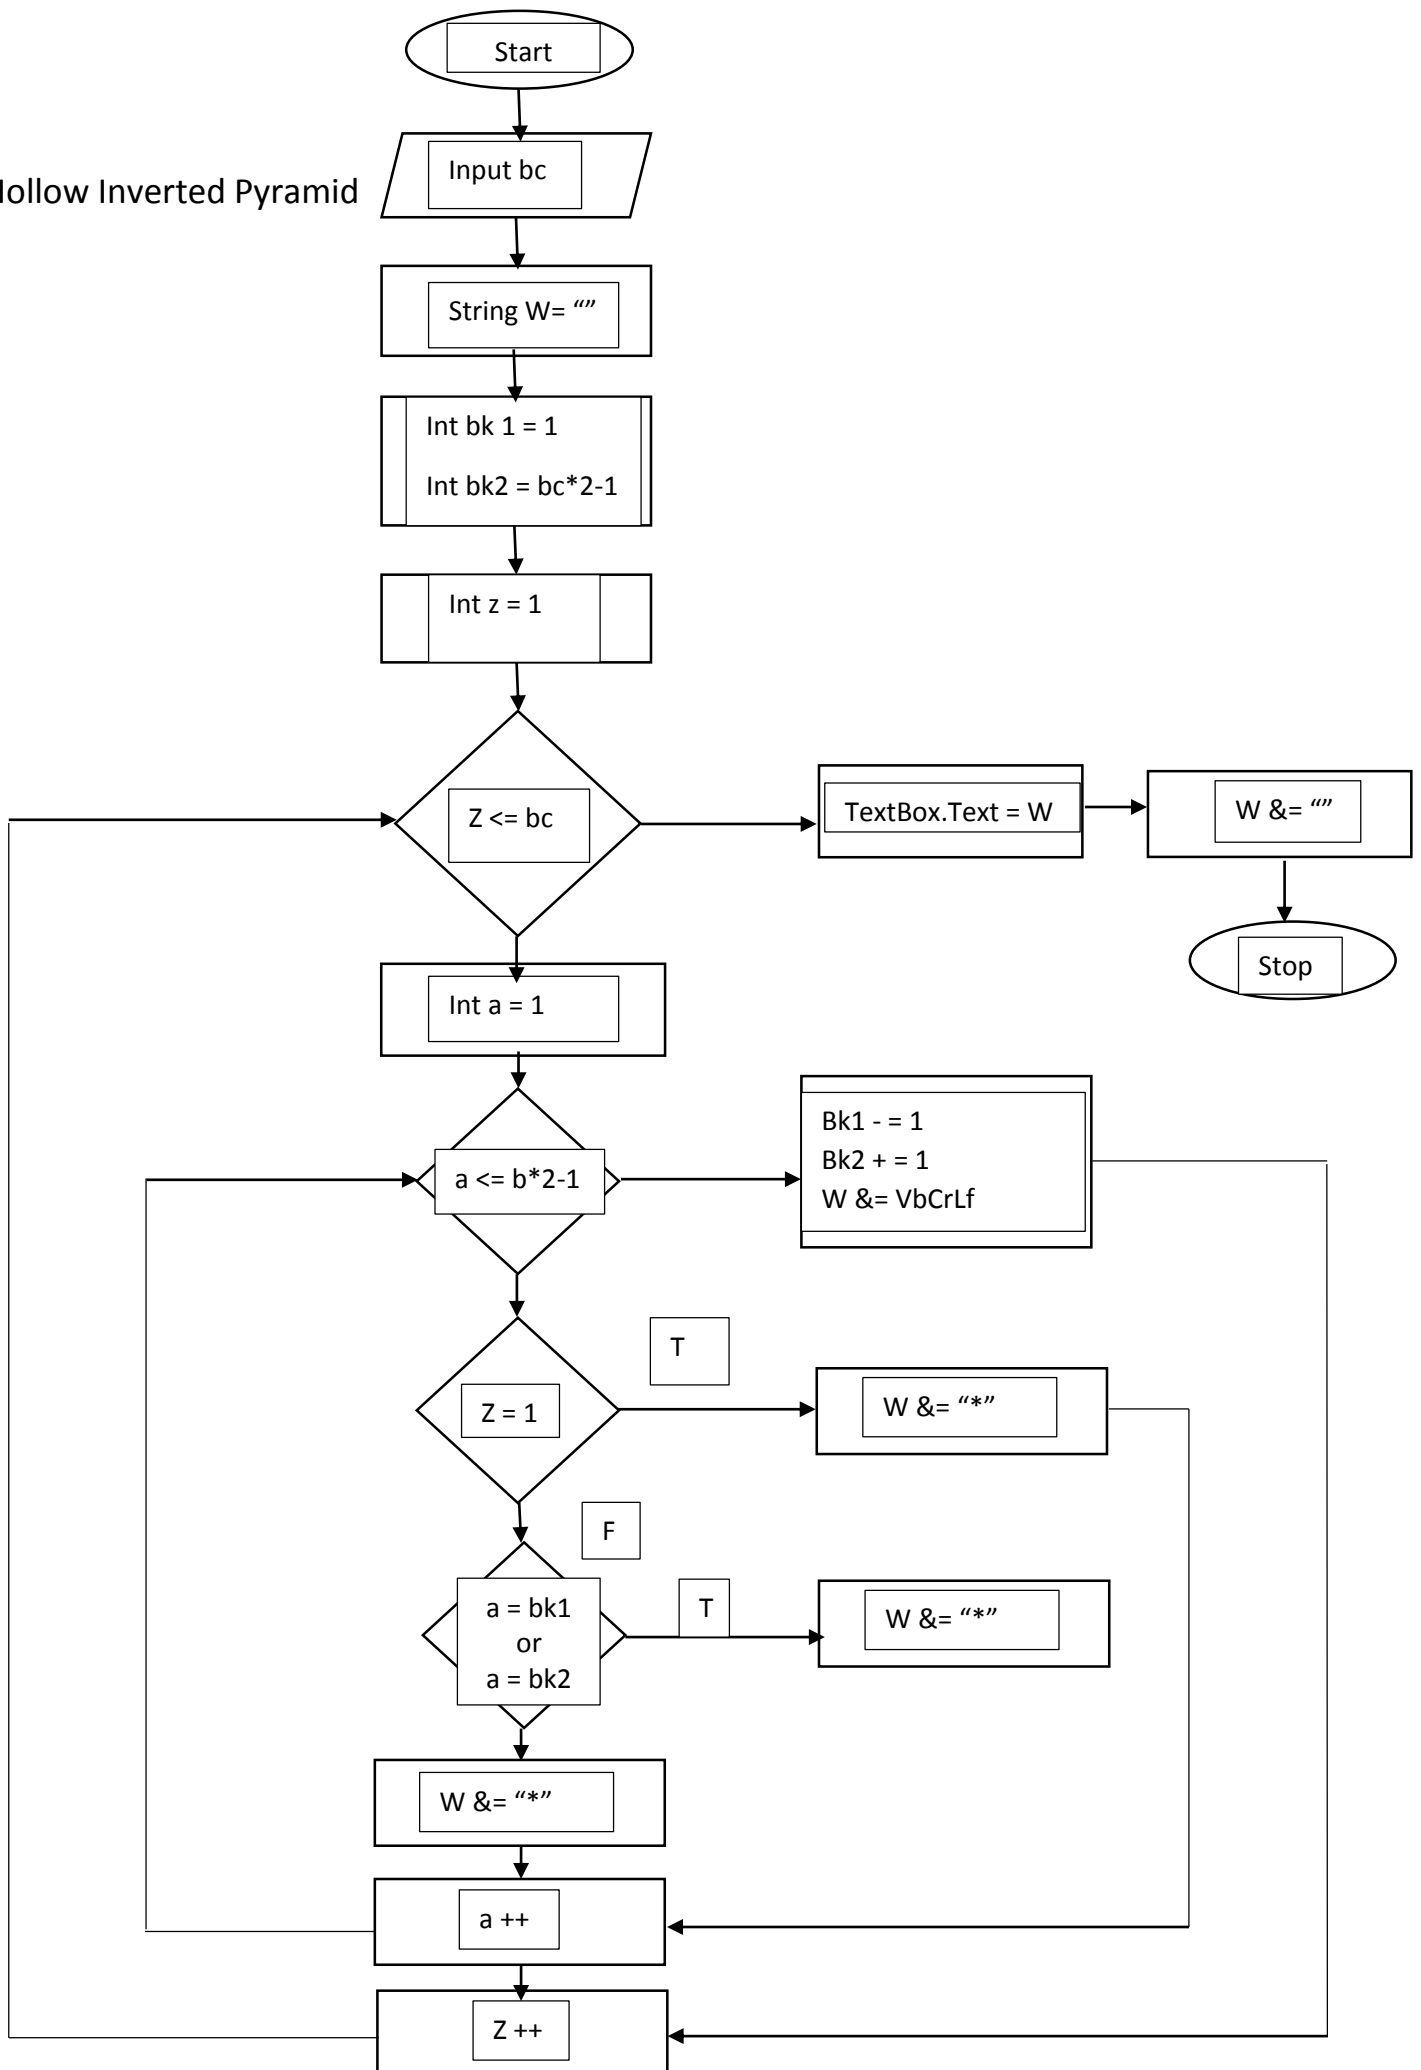 Start
Input bc
Hollow Inverted Pyramid
String W= “”
Int bk 1 = 1
Int bk2 = bc*2-1
Int z = 1
Z <= bc
TextBox.Text = W
W &= “”
Stop
Int a = 1
a <= b*2-1
Bk1 - = 1
Bk2 + = 1
W &= VbCrLf
T
Z = 1
W &= “*”
F
a = bk1
or
a = bk2
T
W &= “*”
W &= “*”
a ++
Z ++